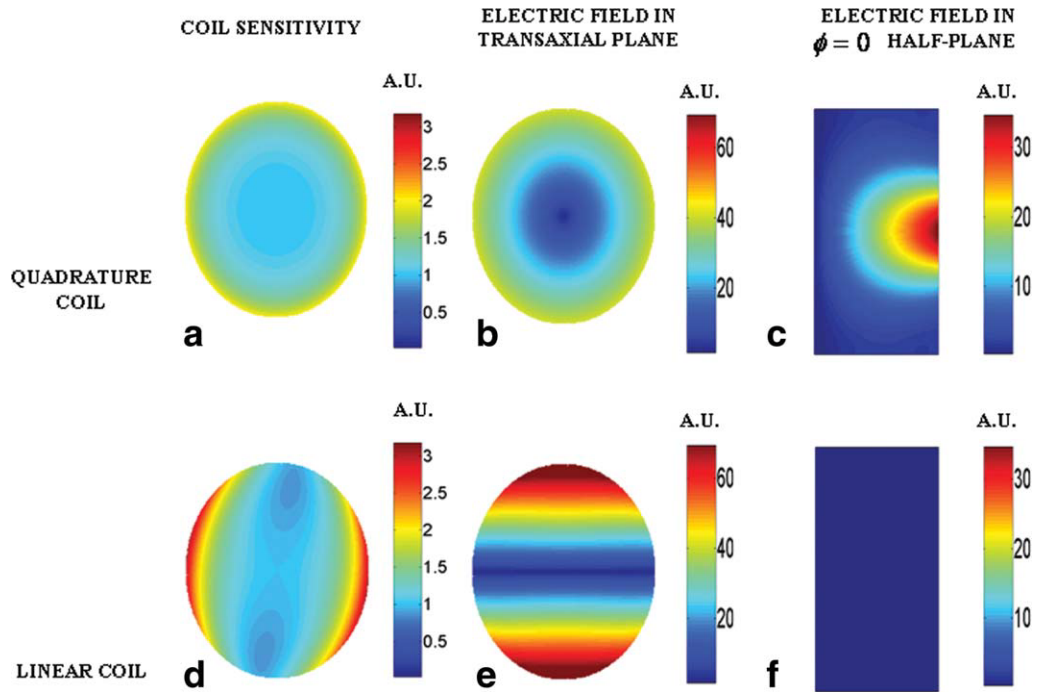 COIL SENSITIVITY
ELECTRIC FIELD IN
TRANSAXIAL PLANE
ELECTRIC FIELD IN
ϕ = 0 HALF-PLANE
QUADRATURE
COIL
A.U.
3
2.5
2
1.5
1
0.5
a
A.U.
60
40
20
b
A.U.
30
20
10
c
LINEAR COIL
A.U.
3
2.5
2
1.5
1
0.5
d
A.U.
60
40
20
e
A.U.
30
20
10
f